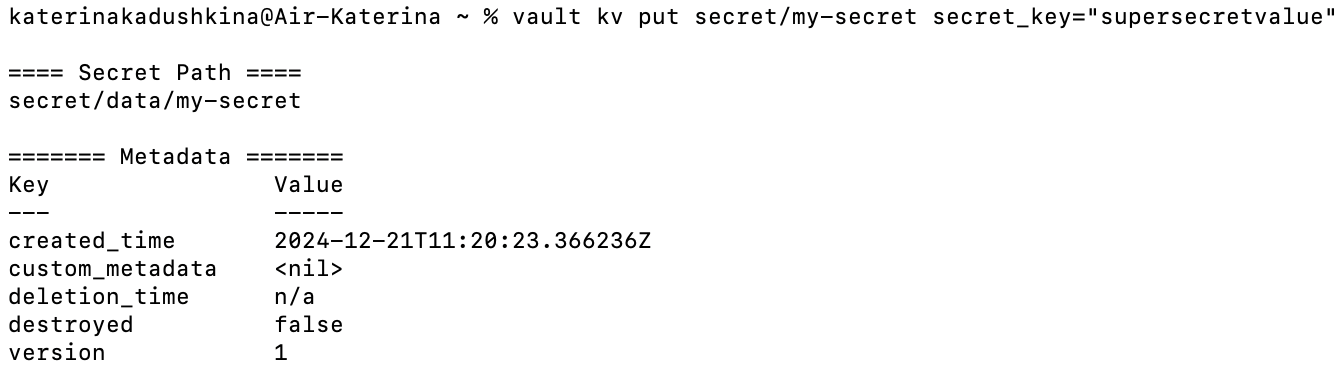 katerinakadushkina@Air-Katerina ~ % vault kv put secret/my-secret secret_key="supersecretvalue"
==== Secret Path ====
secret/data/my-secret
======= Metadata =======
Key                Value
---                -----
created_time       2024-12-21T11:20:23.366236Z
custom_metadata    <nil>
deletion_time      n/a
destroyed          false
version            1